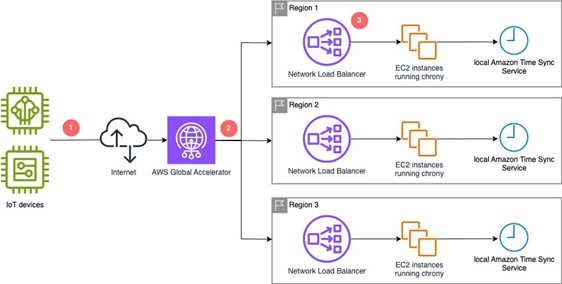 Region 1
3
Network Load Balancer
EC2 instances
running chrony
local Amazon Time Sync
Service
1
2
IoT devices
Internet
AWS Global Accelerator
Region 2
Network Load Balancer
EC2 instances
running chrony
local Amazon Time Sync
Service
Region 3
Network Load Balancer
EC2 instances
running chrony
local Amazon Time Sync
Service